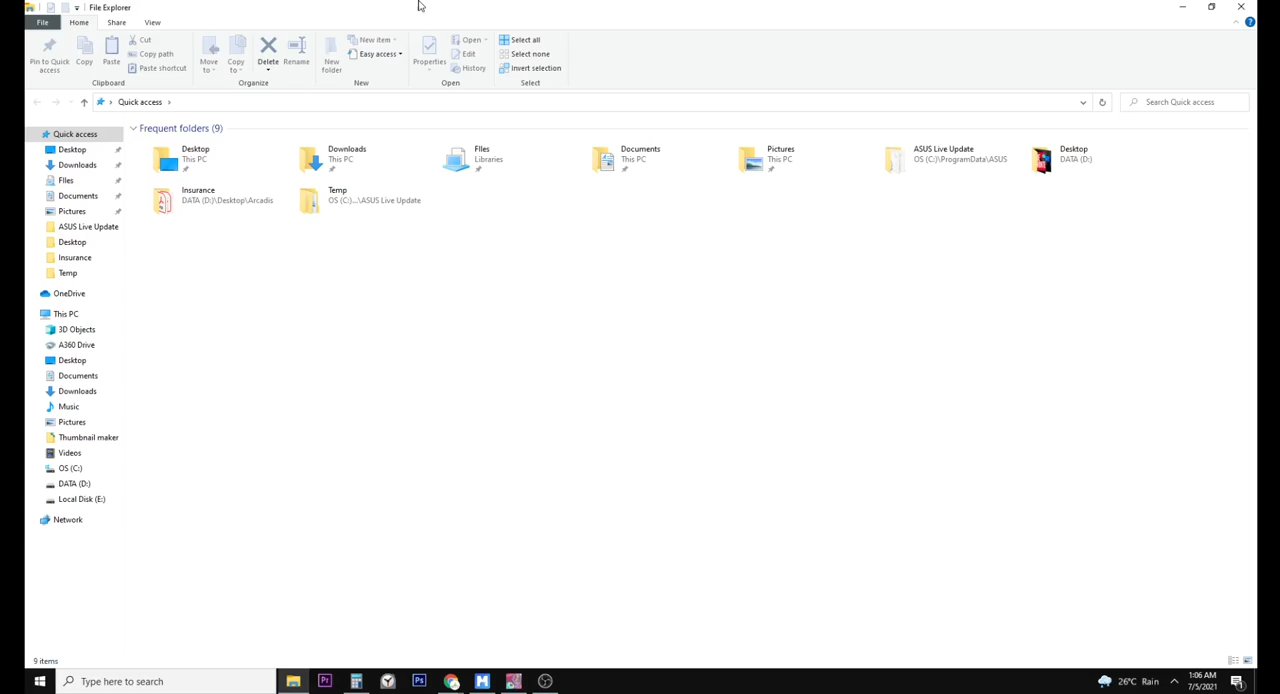 File Explorer
File Home Share View
Pin to Quick access
Copy
Paste
Cut
Copy path
Paste shortcut
Clipboard
Move to
Copy to
Delete
Rename
Organize
New folder
New item
Easy access
New
Properties
Open
Edit
History
Open
Select all
Select none
Invert selection
Select
Quick access
Search Quick access
Quick access
Desktop
Downloads
Files
Documents
Pictures
ASUS Live Update
Desktop
Insurance
Temp
OneDrive
This PC
3D Objects
A360 Drive
Desktop
Documents
Downloads
Music
Pictures
Thumbnail maker
Videos
OS (C:)
DATA (D:)
Local Disk (E:)
Network
Frequent folders (9)
Desktop
This PC
Downloads
This PC
Files
Libraries
Documents
This PC
Pictures
This PC
ASUS Live Update
OS (C:)\ProgramData\ASUS
Desktop
DATA (D:)
Insurance
DATA (D:)\Desktop\Arcadis
Temp
OS (C:)...\ASUS Live Update
9 items
Type here to search
Pr
Ps
M
26°C Rain
1:06 AM
7/5/2021